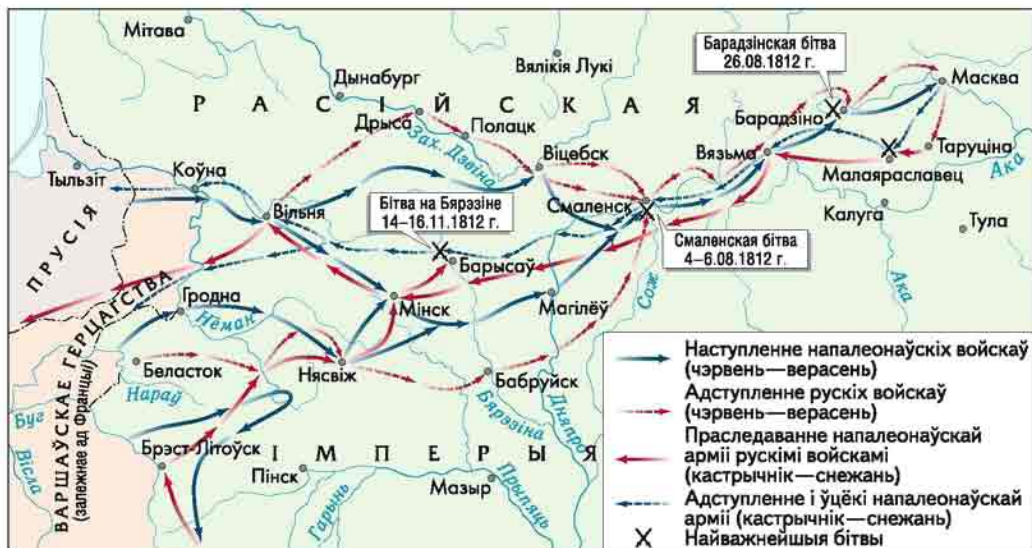 Мітава
Дынабург
Вялікія Лукі
Барадзінская бітва
26.08.1812 г.
Масква
РАСІЙСКАЯ
Дрыса
Полацк
Зах. Дзвіна
Барадзіно
Тыльзіт
Коўна
Віцебск
Вязьма
Таруціна
Малаяраславец
Ака
Вільня
Бітва на Бярэзіне
14–16.11.1812 г.
Смаленск
Калуга
Тула
Смаленская бітва
4–6.08.1812 г.
ПРУСІЯ
Барысаў
Гродна
Нёман
Мінск
Магілёў
Сож
Ака
ВАРШАЎСКАЕ ГЕРЦАГСТВА
(залежнае ад Францыі)
Беласток
Нясвіж
Бабруйск
Нараў
Буг
Бярэзіна
Дняпро
Брэст-Літоўск
Вісла
ІМПЕРЫЯ
Пінск
Мазыр
Гарынь
Прыпяць
Наступленне напалеонаўскіх войскаў
(чэрвень—верасень)
Адступленне рускіх войскаў
(чэрвень—верасень)
Праследаванне напалеонаўскай
арміі рускімі войскамі
(кастрычнік—снежань)
Адступленне і ўцёкі напалеонаўскай
арміі (кастрычнік—снежань)
Найважнейшыя бітвы